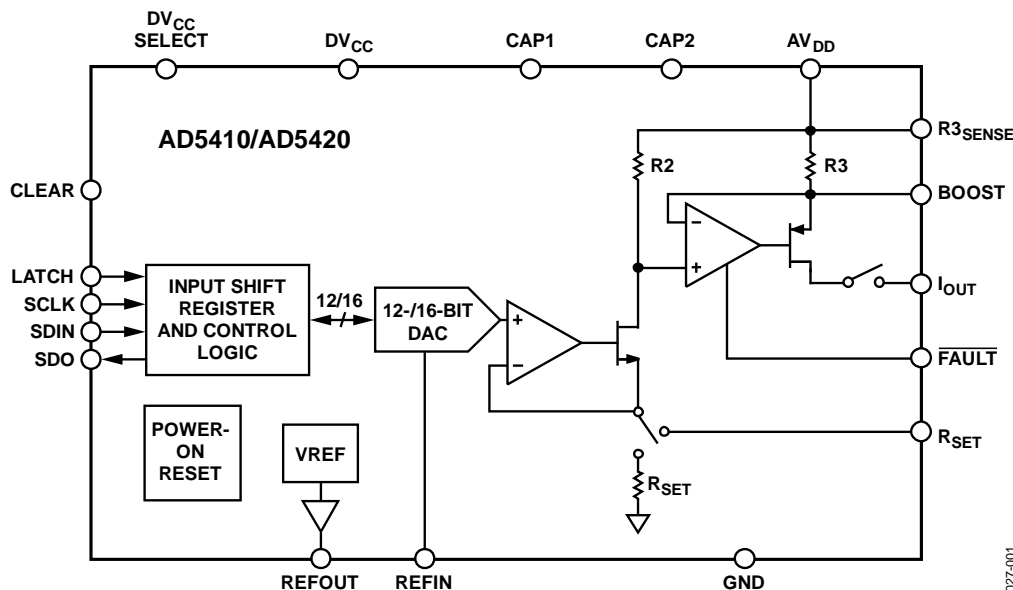 DVCC
SELECT
DVCC
CAP1
CAP2
AVDD
AD5410/AD5420
R3SENSE
R2
R3
CLEAR
BOOST
−
+
LATCH
SCLK
SDIN
SDO
INPUT SHIFT
REGISTER
AND CONTROL
LOGIC
12/16
12-/16-BIT
DAC
+
−
IOUT
FAULT
POWER-
ON
RESET
VREF
RSET
RSET
REFOUT
REFIN
GND
027-001